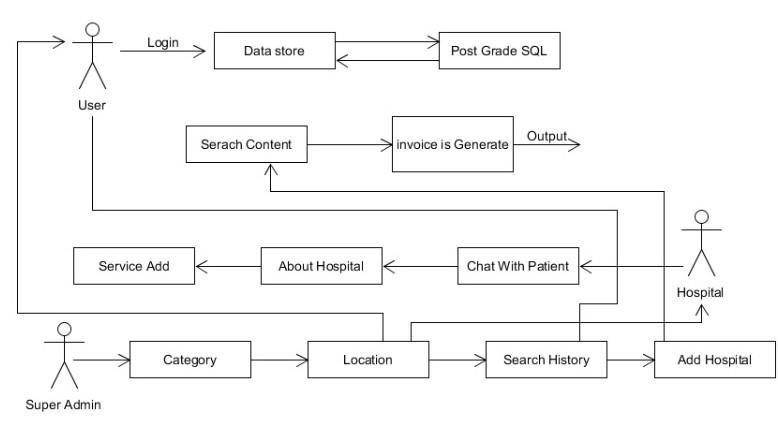 Login
Data store
Post Grade SQL
User
Serach Content
invoice is Generate
Output
Service Add
About Hospital
Chat With Patient
Hospital
Category
Location
Search History
Add Hospital
Super Admin